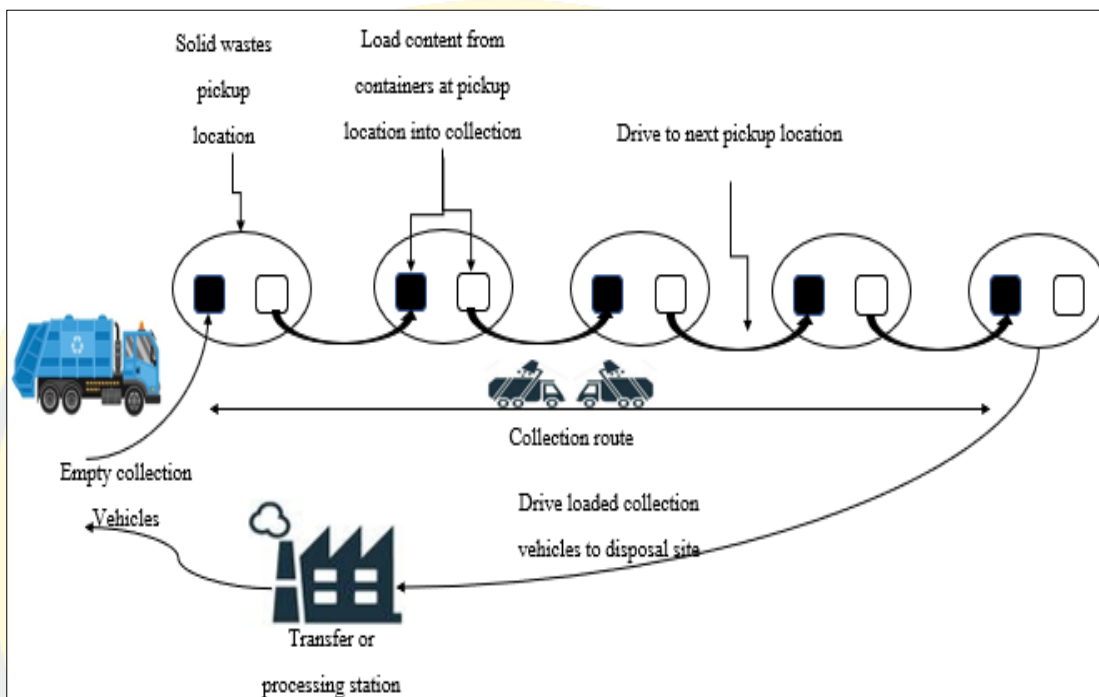 Solid wastes
pickup
location
Load content from
containers at pickup
location into collection
Drive to next pickup location
Collection route
Empty collection
Vehicles
Drive loaded collection
vehicles to disposal site
Transfer or
processing station